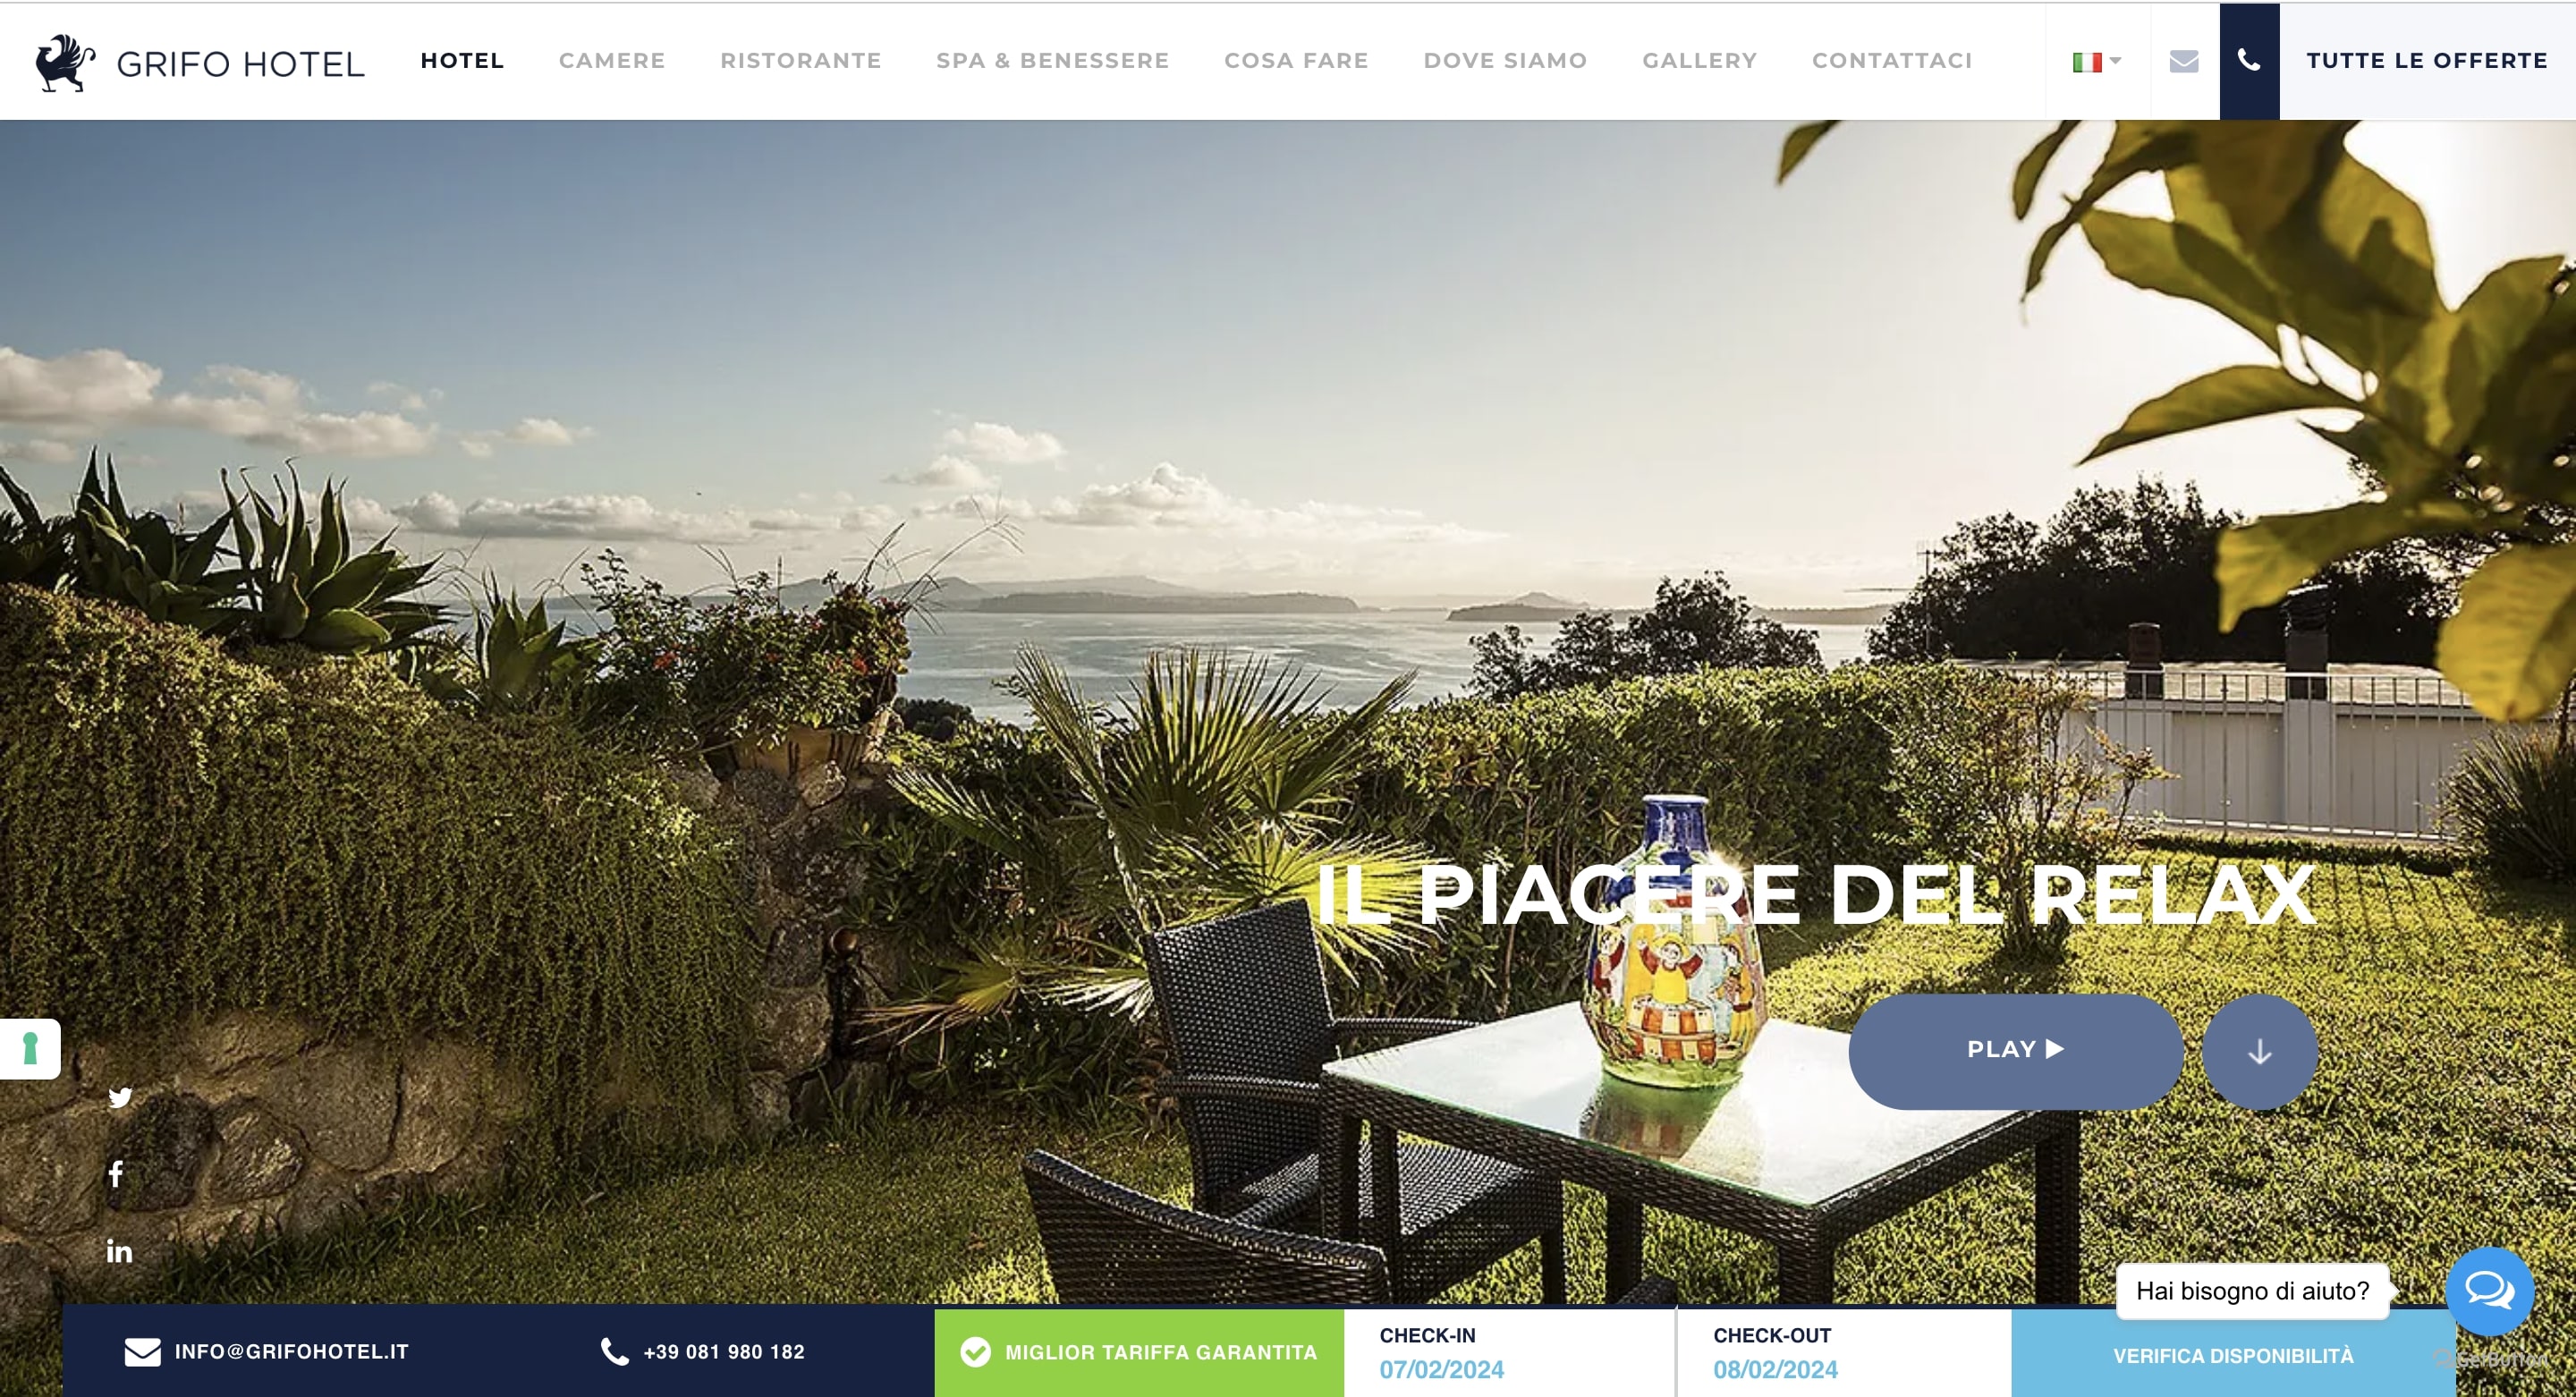 GRIFO HOTEL
HOTEL
CAMERE
RISTORANTE
SPA & BENESSERE
COSA FARE
DOVE SIAMO
GALLERY
CONTATTACI
TUTTE LE OFFERTE
IL PIACERE DEL RELAX
PLAY
Hai bisogno di aiuto?
INFO@GRIFOHOTEL.IT
+39 081 980 182
MIGLIOR TARIFFA GARANTITA
CHECK-IN
07/02/2024
CHECK-OUT
08/02/2024
VERIFICA DISPONIBILITÀ
GetButton